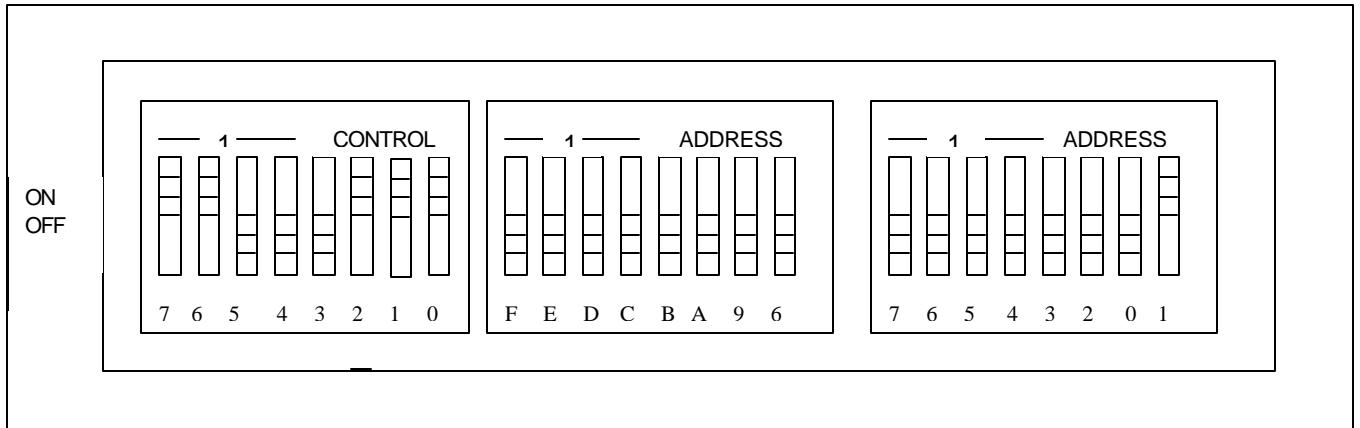 1 CONTROL
1 ADDRESS
1 ADDRESS
ON
OFF
7 6 5 4 3 2 1 0
F E D C B A 9 6
7 6 5 4 3 2 0 1